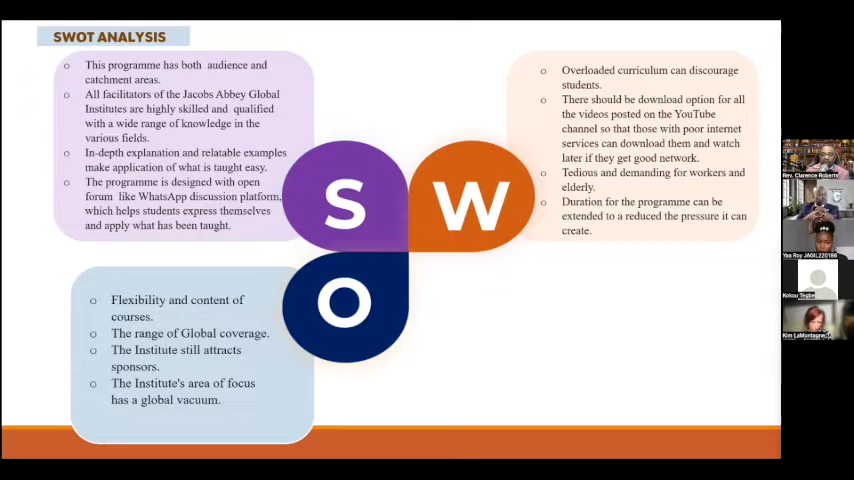 SWOT ANALYSIS
o This programme has both audience and
catchment areas.
o All facilitators of the Jacobs Abbey Global
Institutes are highly skilled and qualified
with a wide range of knowledge in the
various fields.
o In-depth explanation and relatable examples
make application of what is taught easy.
o The programme is designed with open
forum like WhatsApp discussion platform,
which helps students express themselves
and apply what has been taught.
S
W
O
o Overloaded curriculum can discourage
students.
o There should be download option for all
the videos posted on the YouTube
channel so that those with poor internet
services can download them and watch
later if they get good network.
o Tedious and demanding for workers and
elderly.
o Duration for the programme can be
extended to a reduced the pressure it can
create.
o Flexibility and content of
courses.
o The range of Global coverage.
o The Institute still attracts
sponsors.
o The Institute's area of focus
has a global vacuum.
Rev. Clarence Roberts
Yaa Roy JAGIL220186
Kokou Tegbe
Kim LaMontagne